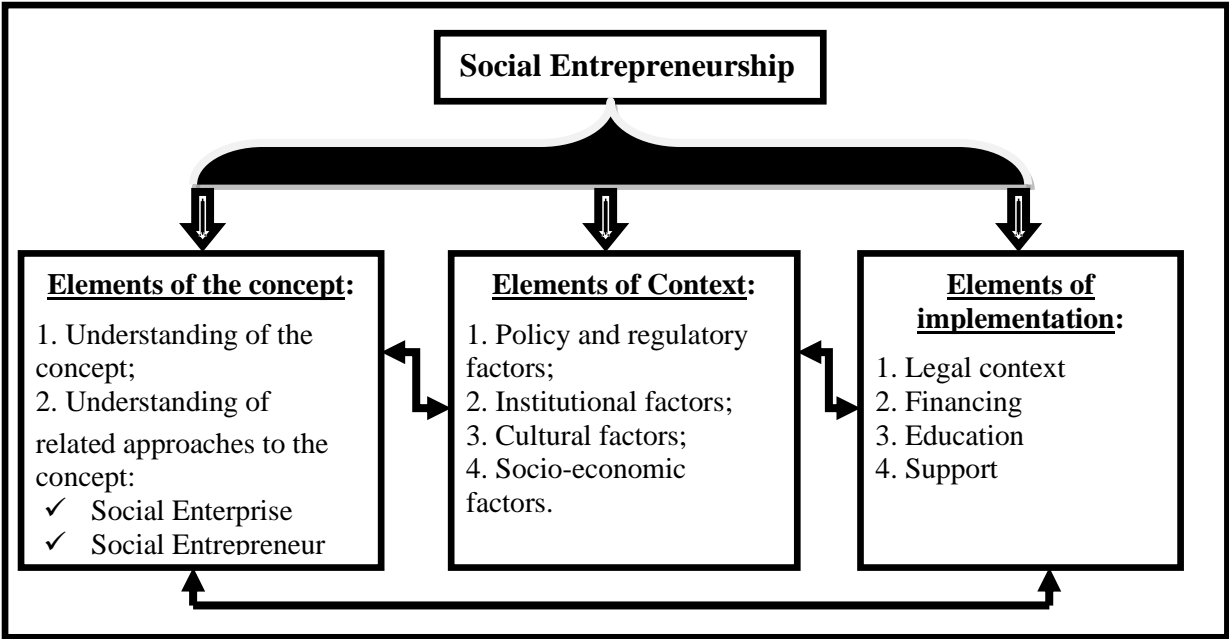 Social Entrepreneurship
Elements of the concept:
1. Understanding of the
concept;
2. Understanding of
related approaches to the
concept:
✓ Social Enterprise
✓ Social Entrepreneur
Elements of Context:
1. Policy and regulatory
factors;
2. Institutional factors;
3. Cultural factors;
4. Socio-economic
factors.
Elements of
implementation:
1. Legal context
2. Financing
3. Education
4. Support